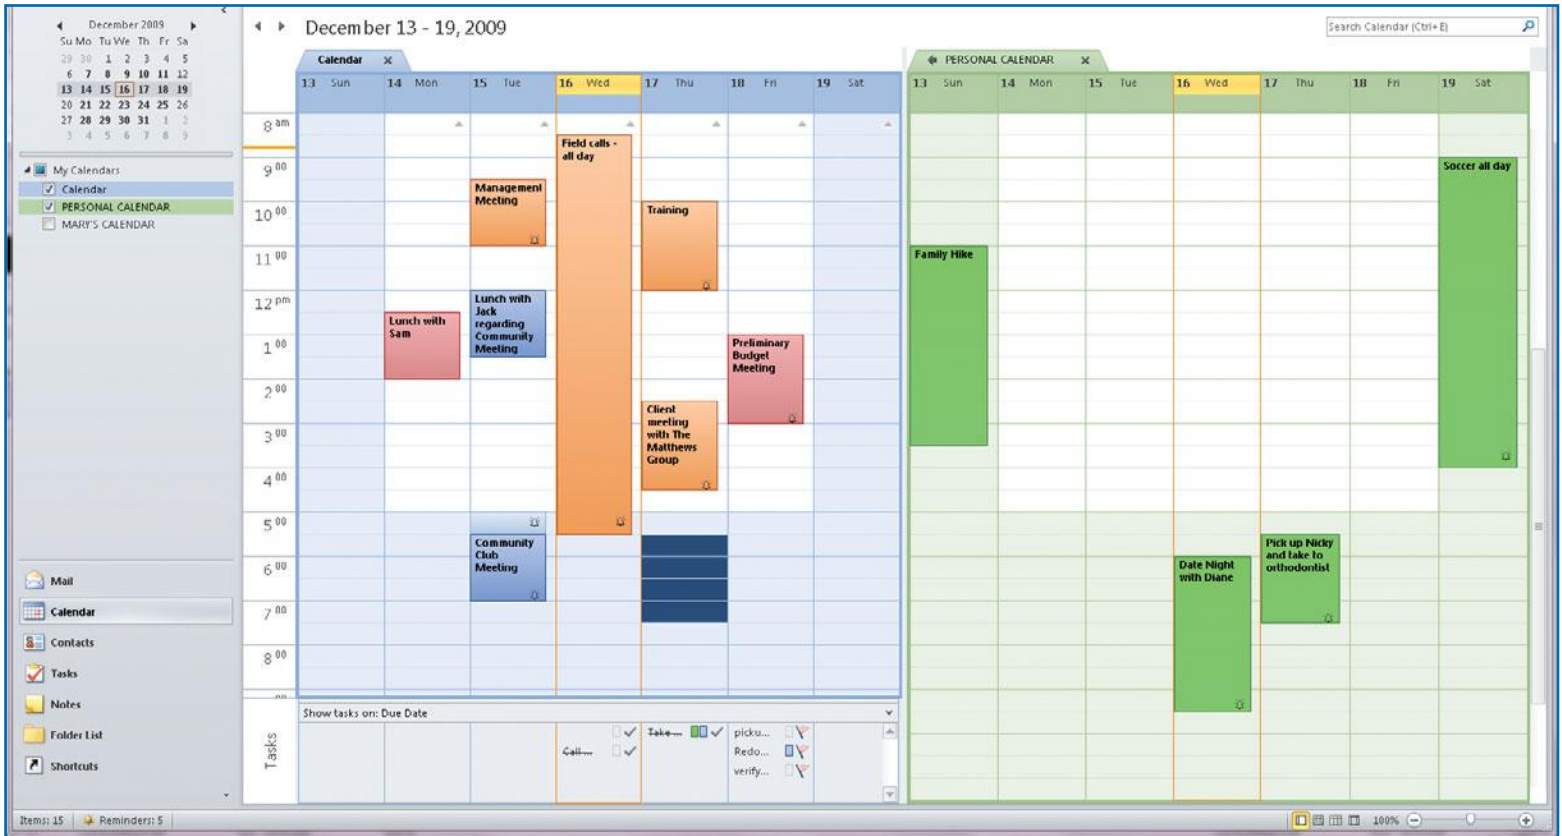 December 2009
Su Mo Tu We Th Fr Sa
29 30 1 2 3 4 5
6 7 8 9 10 11 12
13 14 15 16 17 18 19
20 21 22 23 24 25 26
27 28 29 30 31 1 2
3 4 5 6 7 8 9
My Calendars
Calendar
PERSONAL CALENDAR
MARY'S CALENDAR
Mail
Calendar
Contacts
Tasks
Notes
Folder List
Shortcuts
December 13 - 19, 2009
Search Calendar (Ctrl+E)
Calendar
13 Sun 14 Mon 15 Tue 16 Wed 17 Thu 18 Fri 19 Sat
8 am
9 00
10 00
11 00
12 pm
1 00
2 00
3 00
4 00
5 00
6 00
7 00
8 00
Lunch with
Sam
Management
Meeting
Lunch with
Jack
regarding
Community
Meeting
Community
Club
Meeting
Field calls -
all day
Training
Client
meeting
with The
Matthews
Group
Preliminary
Budget
Meeting
PERSONAL CALENDAR
13 Sun 14 Mon 15 Tue 16 Wed 17 Thu 18 Fri 19 Sat
Family Hike
Date Night
with Diane
Pick up Nicky
and take to
orthodontist
Soccer all day
Show tasks on: Due Date
Tasks
Call ...
Take ...
picku...
Redo...
verify...
Items: 15
Reminders: 5
100%